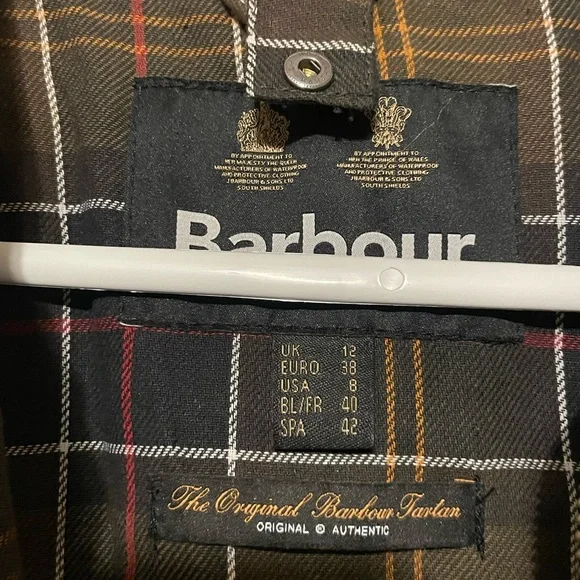 BY APPOINTMENT TO
HER MAJESTY THE QUEEN
MANUFACTURERS OF WATERPROOF
AND PROTECTIVE CLOTHING
J.BARBOUR & SONS LTD
SOUTH SHIELDS
BY APPOINTMENT TO
HRH THE PRINCE OF WALES
MANUFACTURERS OF WATERPROOF
AND PROTECTIVE CLOTHING
J.BARBOUR & SONS LTD
SOUTH SHIELDS
Barbour
UK 12
EURO 38
USA 8
BL/FR 40
SPA 42
The Original Barbour Tartan
ORIGINAL © AUTHENTIC